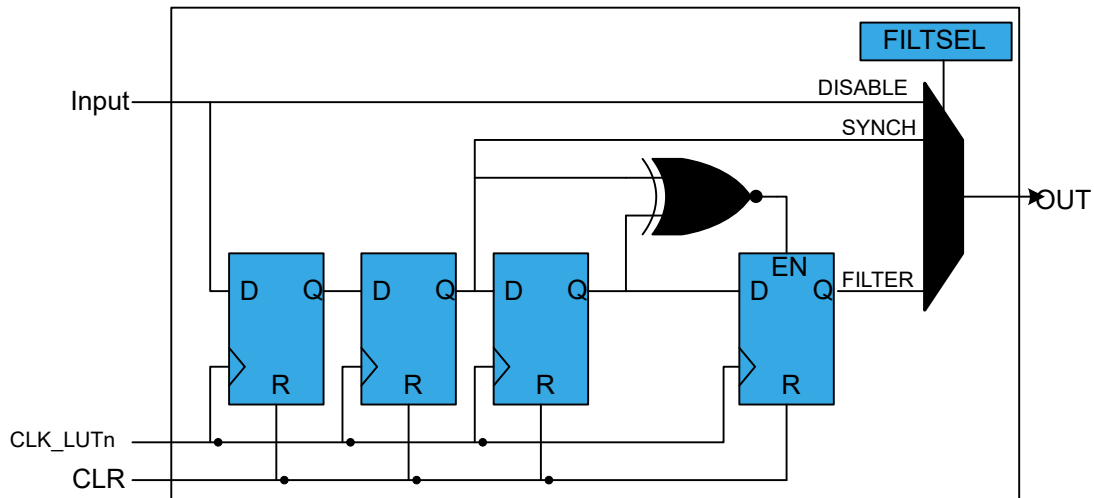 FILTSEL
Input
DISABLE
SYNCH
OUT
EN
D Q D Q D Q D Q
FILTER
R R R R
CLK_LUTn
CLR